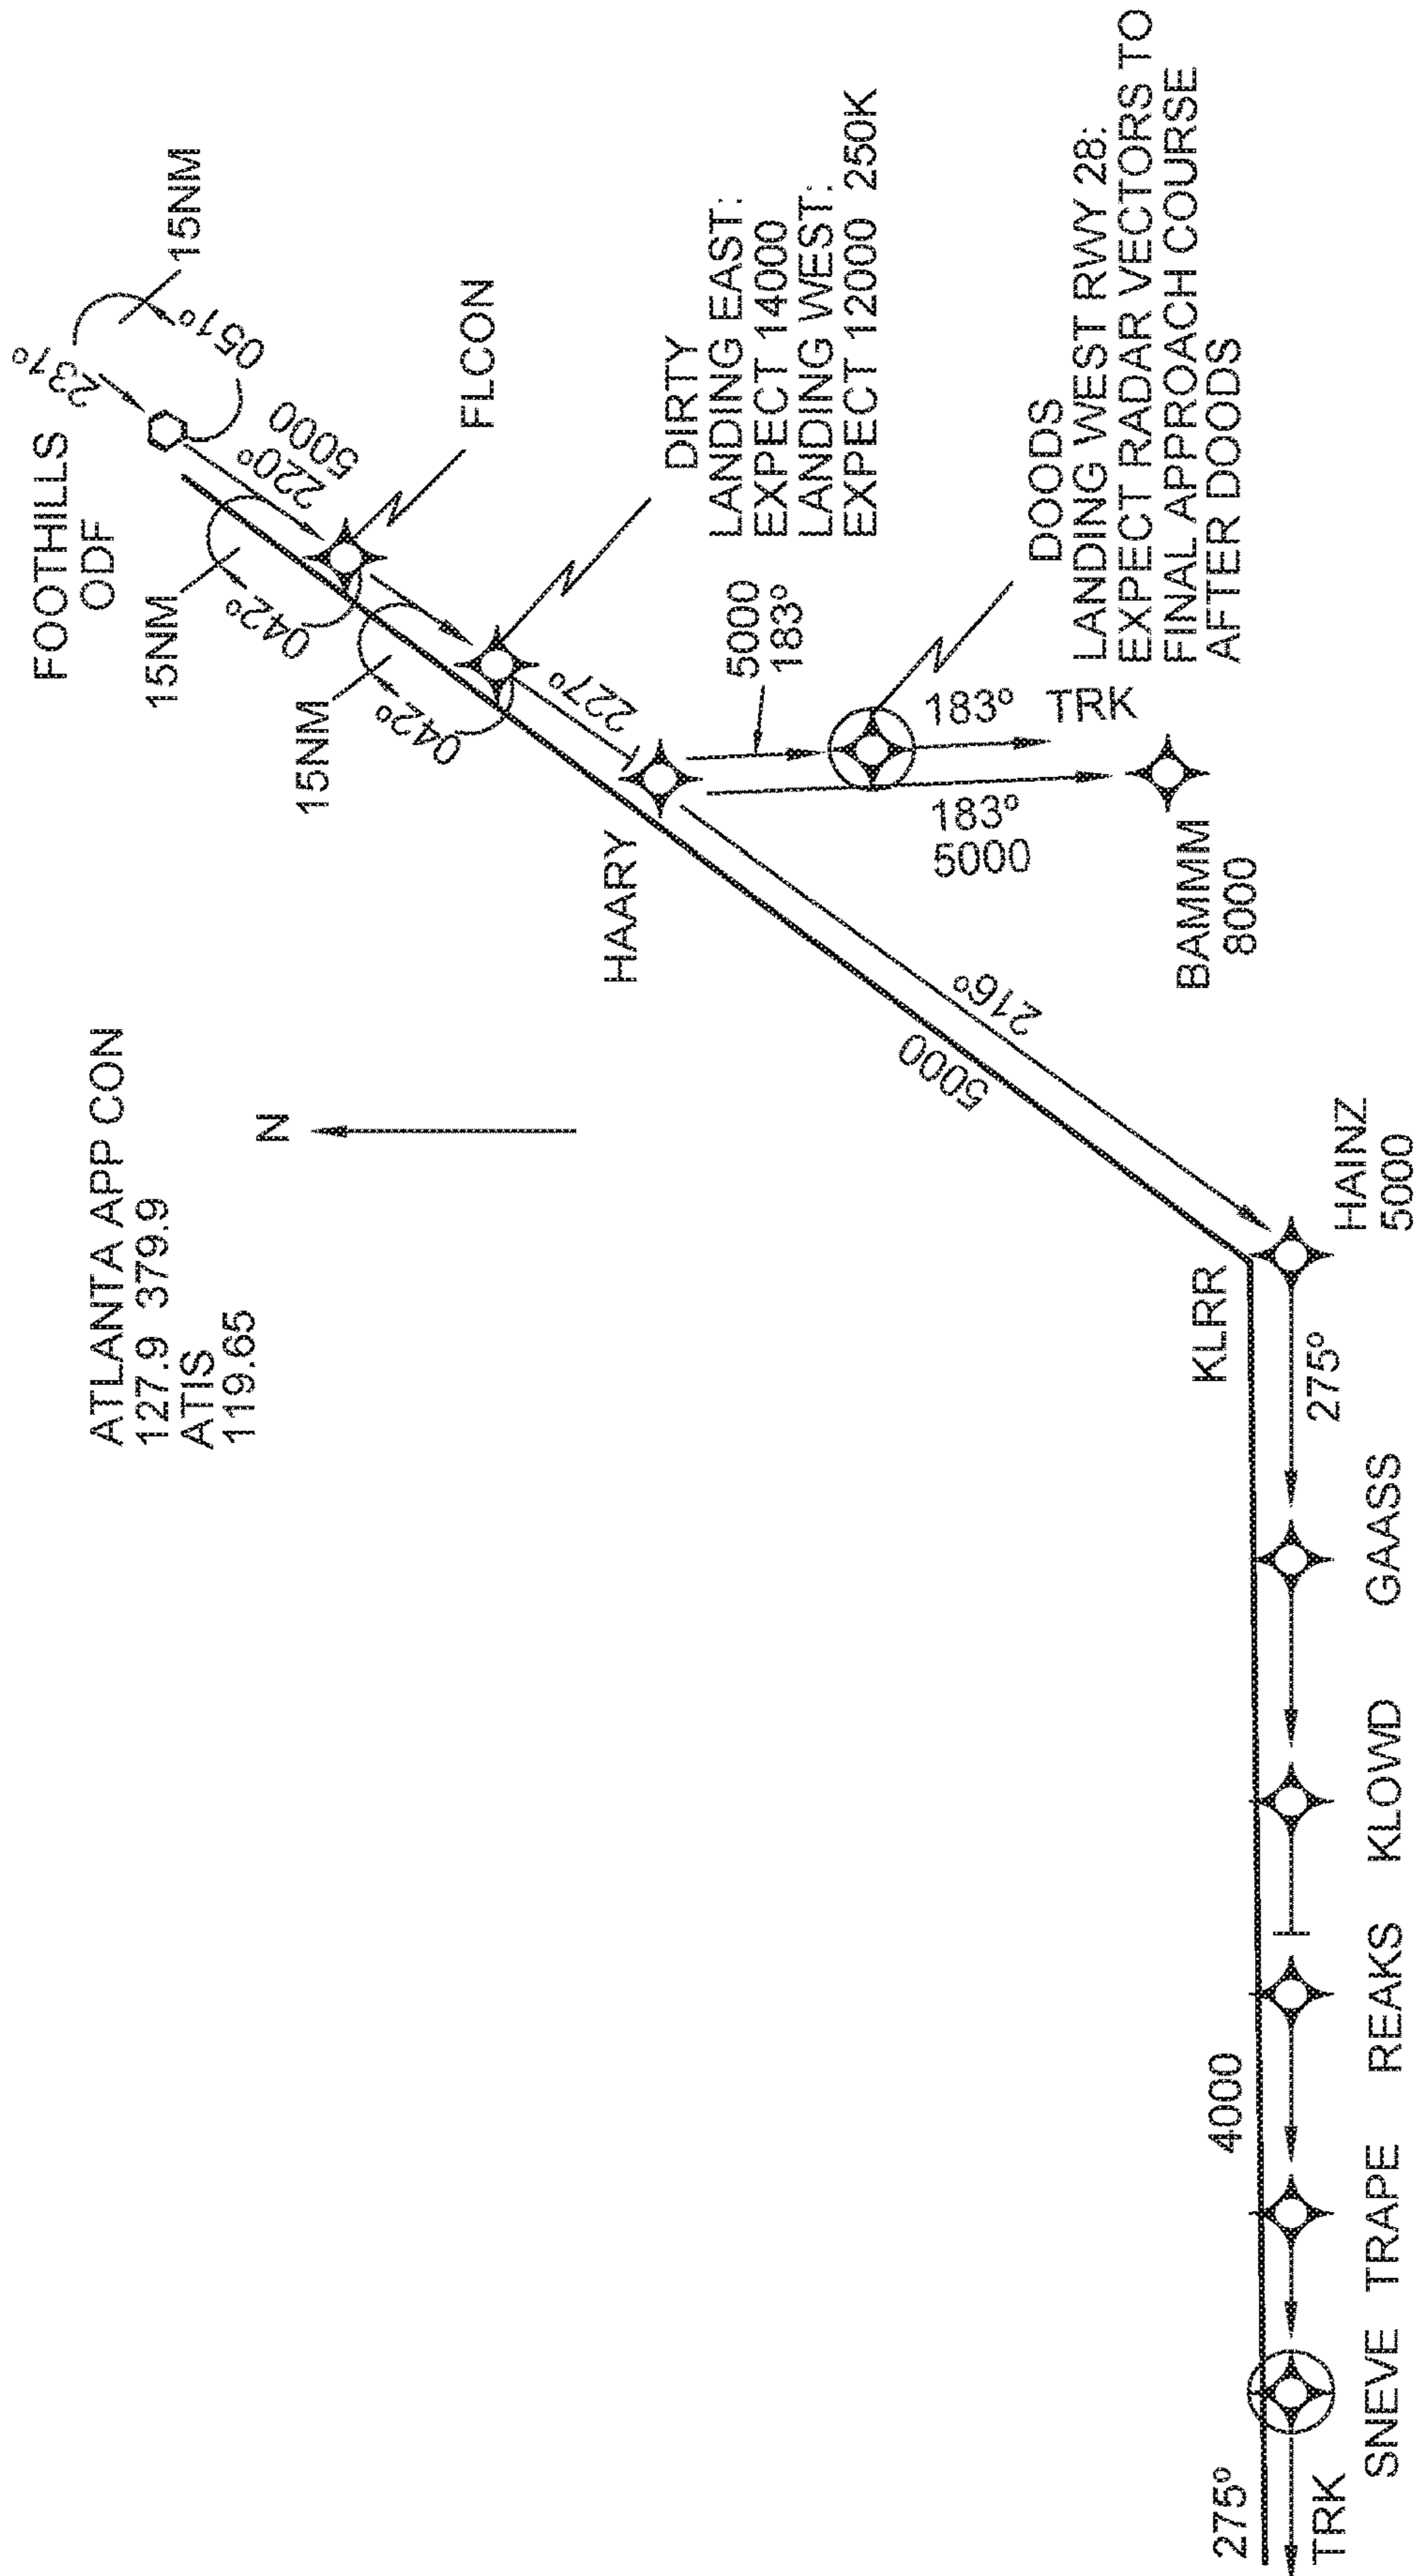 ATLANTA APP CON
127.9 379.9
ATIS
119.65
N
FOOTHILLS
ODF
231°
15NM
051°
220°
5000
15NM
042°
FLCON
15NM
042°
227°
DIRTY
LANDING EAST:
EXPECT 14000
LANDING WEST:
EXPECT 12000 250K
HAARY
5000
183°
DOODS
LANDING WEST RWY 28:
EXPECT RADAR VECTORS TO
FINAL APPROACH COURSE
AFTER DOODS
183° TRK
183°
5000
BAMMM
8000
216°
5000
KLRR
HAINZ
5000
275°
GAASS
KLOWD
REAKS
TRAPE
SNEVE
4000
275°
TRK